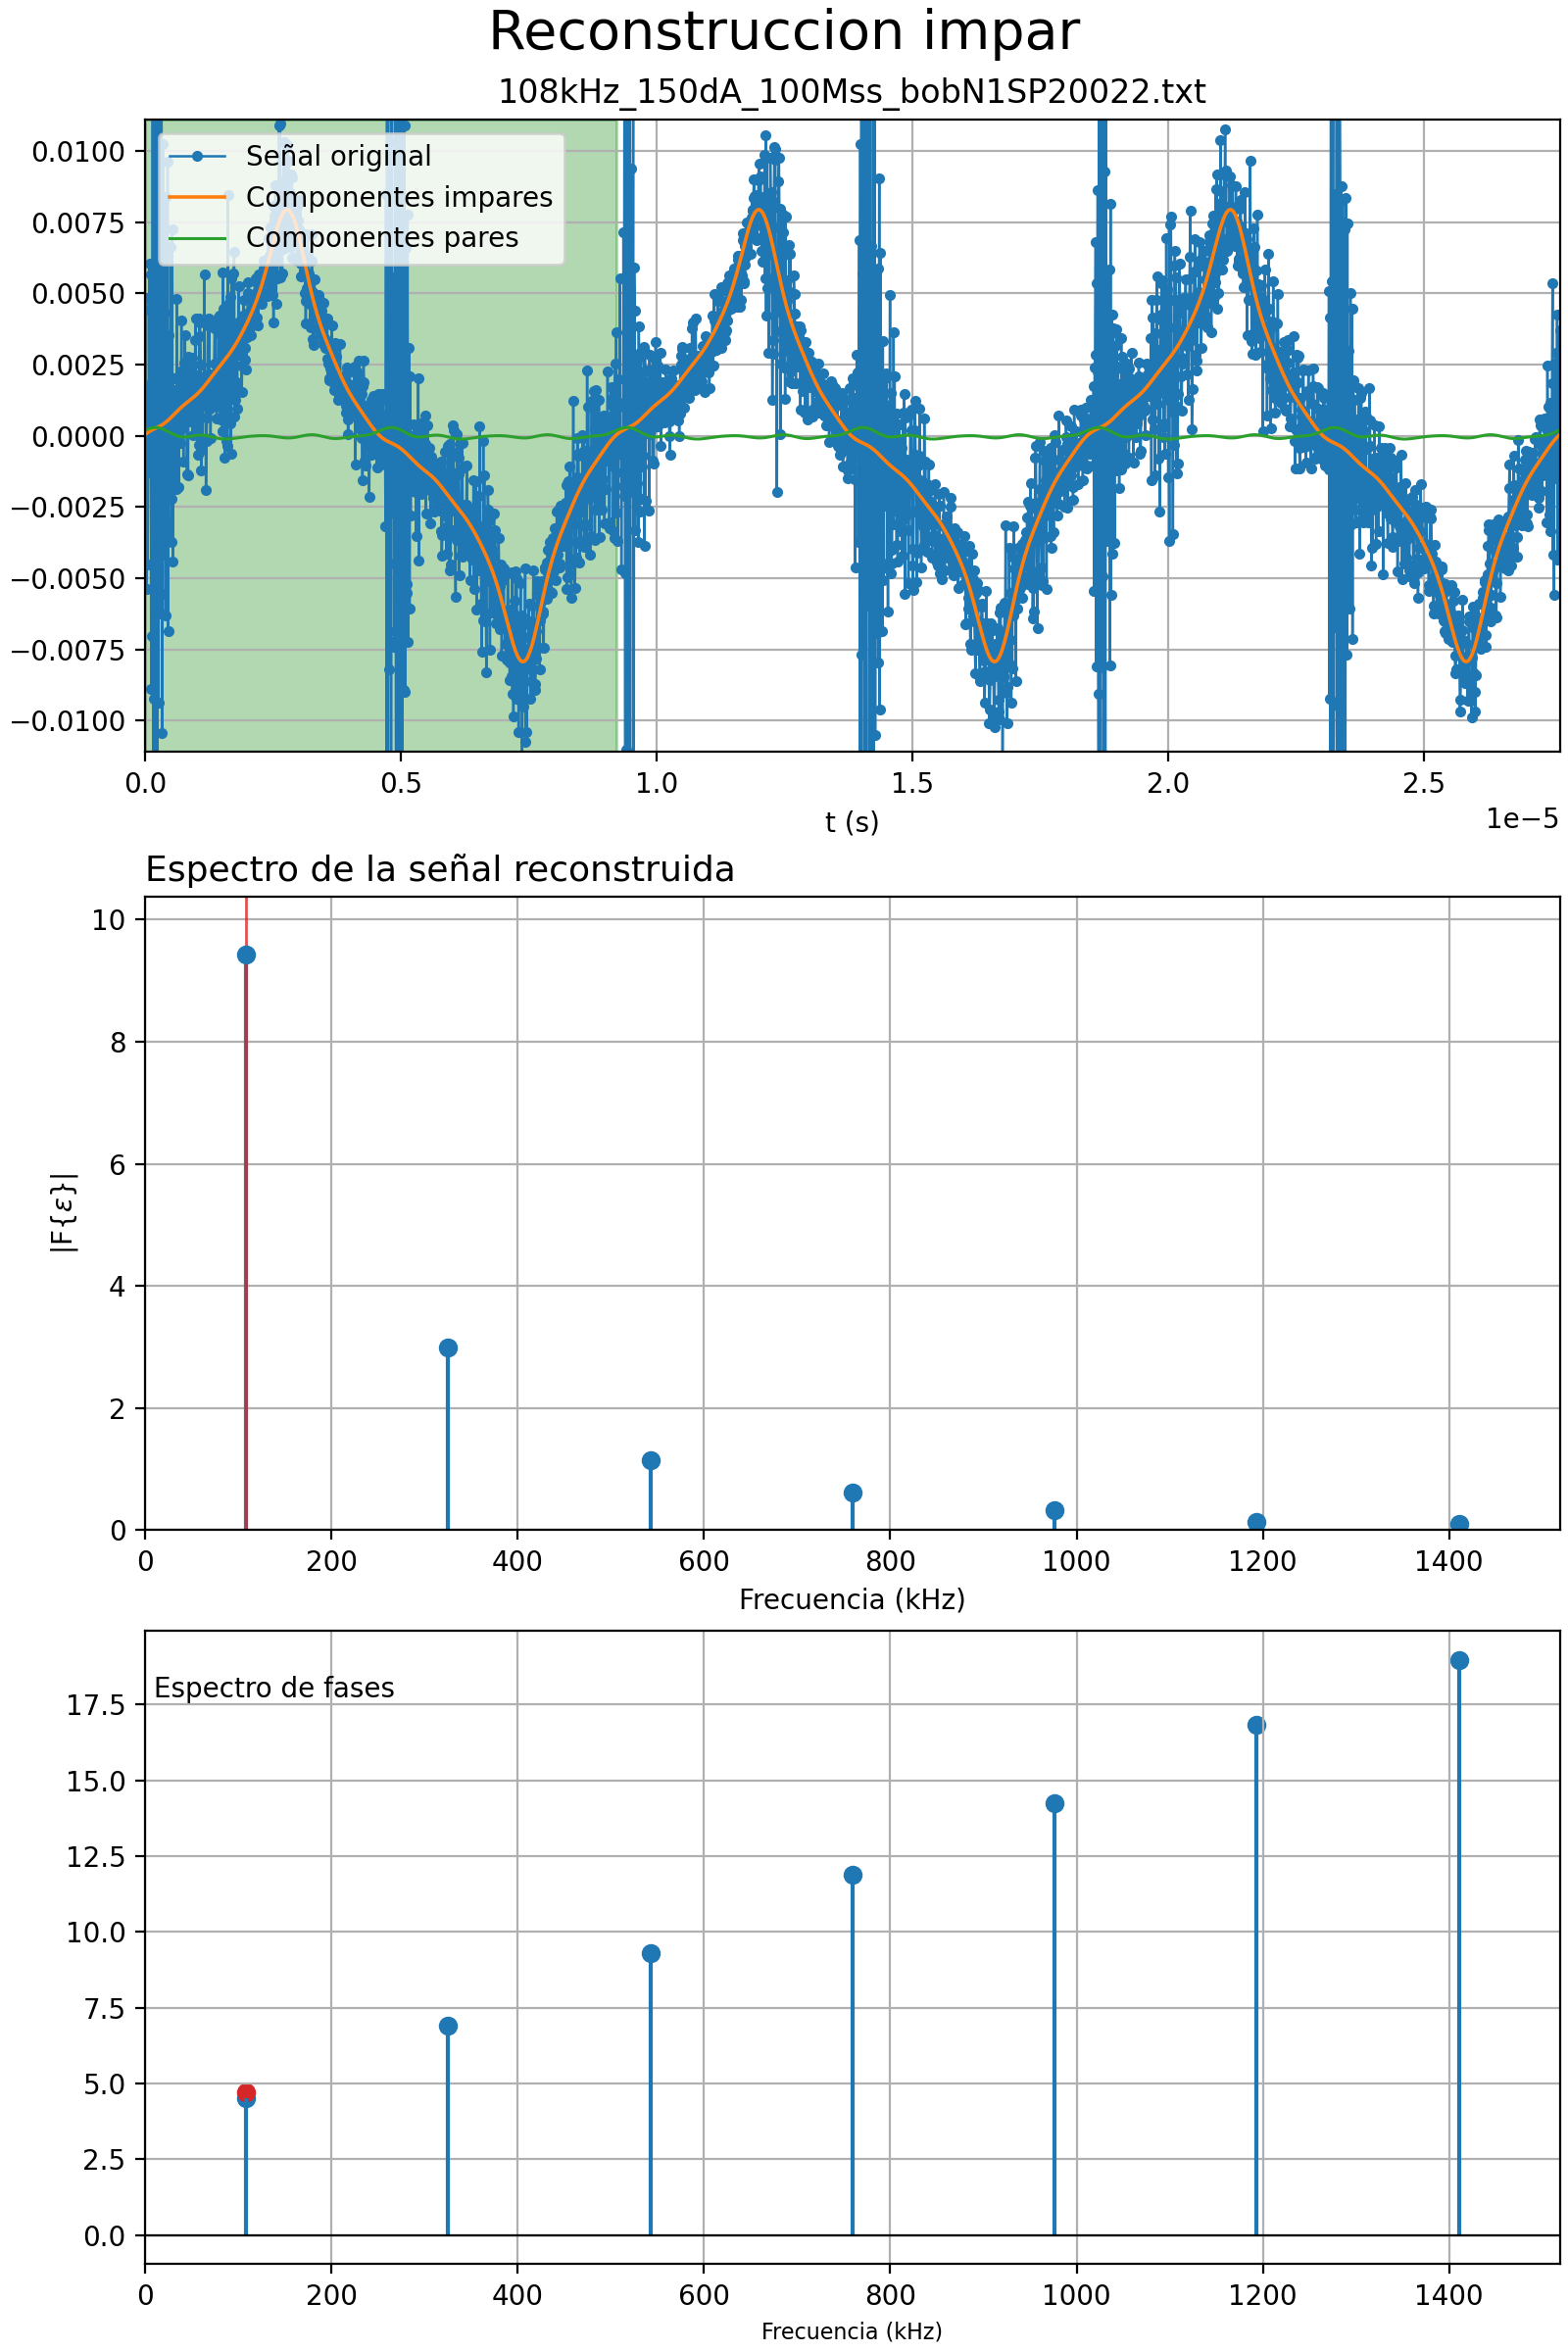 Reconstruccion impar
108kHz_150dA_100Mss_bobN1SP20022.txt
Señal original
Componentes impares
Componentes pares
0.0100
0.0075
0.0050
0.0025
0.0000
−0.0025
−0.0050
−0.0075
−0.0100
0.0 0.5 1.0 1.5 2.0 2.5
t (s)
1e−5
Espectro de la señal reconstruida
10
8
6
4
2
0
|F{ε}|
0 200 400 600 800 1000 1200 1400
Frecuencia (kHz)
Espectro de fases
17.5
15.0
12.5
10.0
7.5
5.0
2.5
0.0
0 200 400 600 800 1000 1200 1400
Frecuencia (kHz)